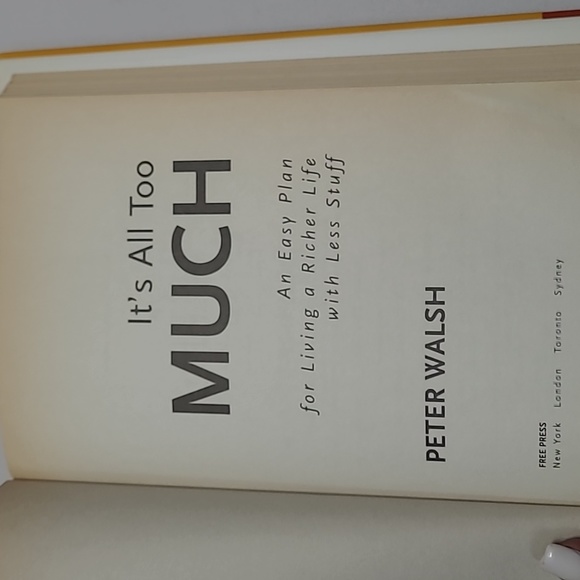 It's All Too
MUCH
An Easy Plan
for Living a Richer Life
with Less Stuff
PETER WALSH
FREE PRESS
New York London Toronto Sydney